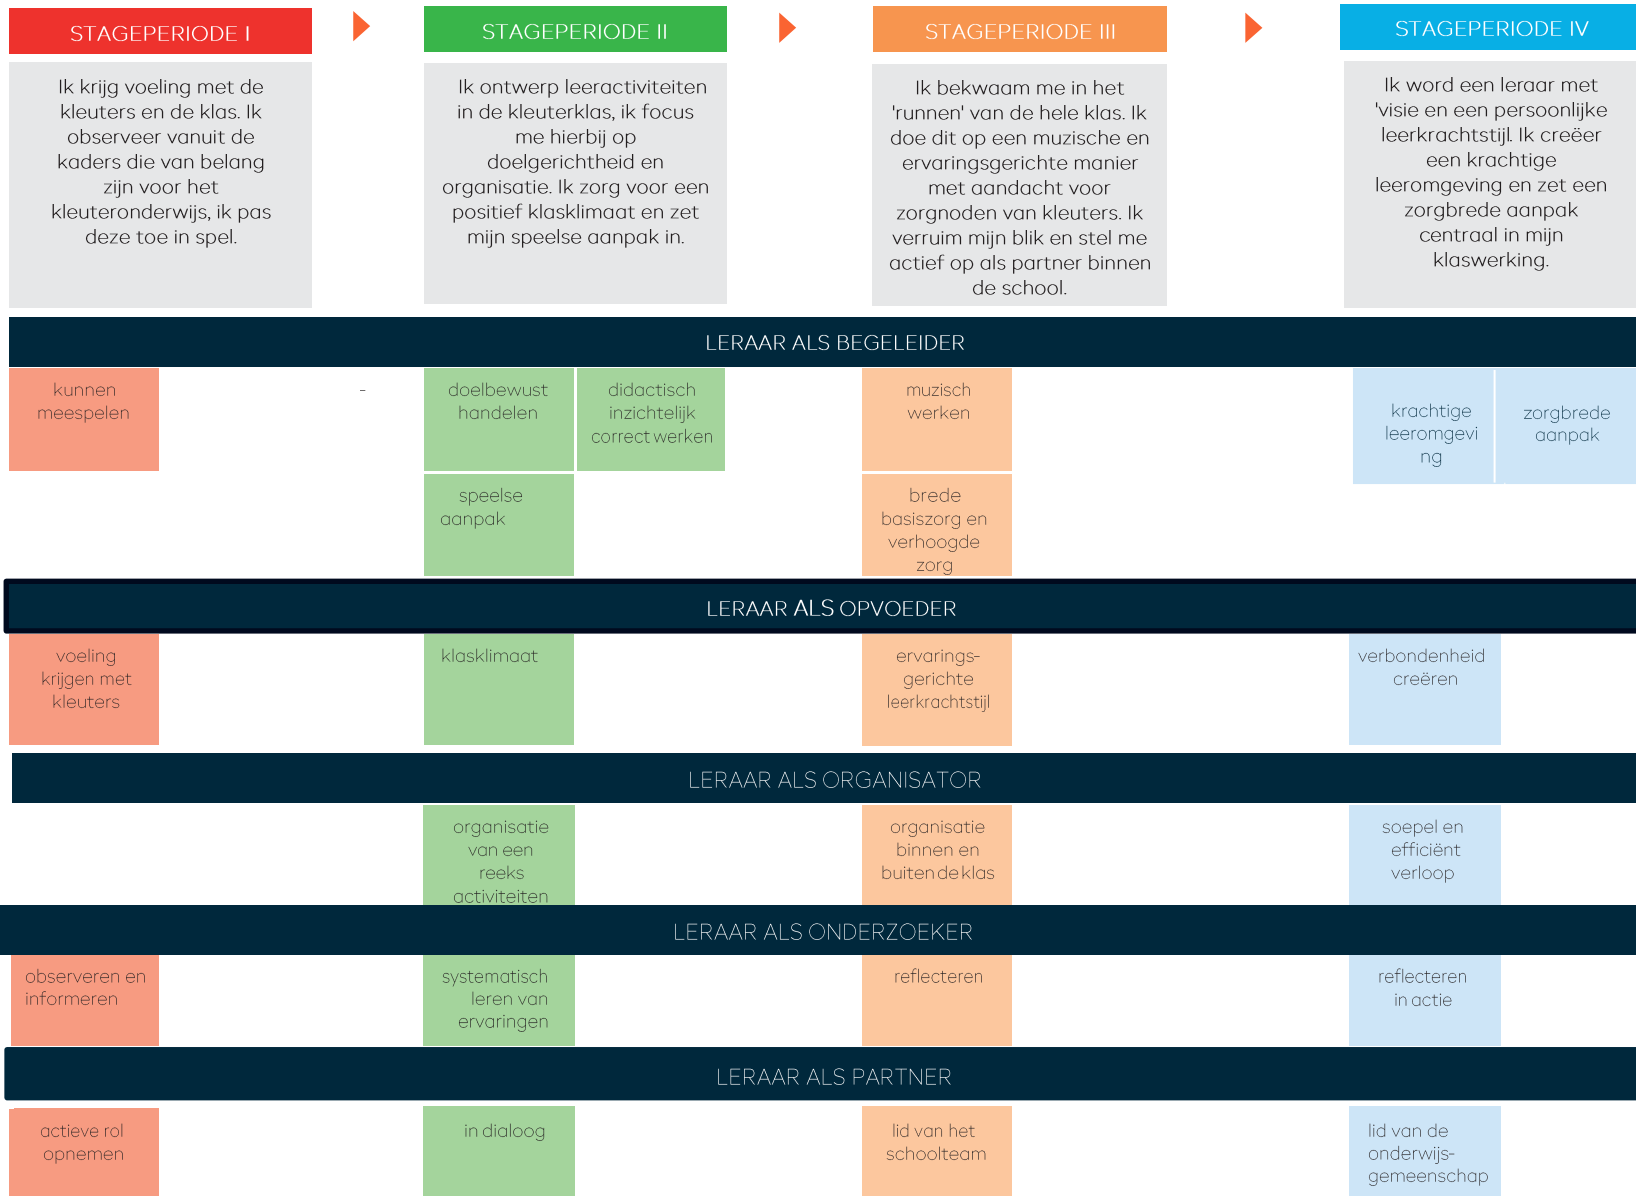 STAGEPERIODE I
Ik krijg voeling met de
kleuters en de klas. Ik
observeer vanuit de
kaders die van belang
zijn voor het
kleuteronderwijs, ik pas
deze toe in spel.
STAGEPERIODE II
Ik ontwerp leeractiviteiten
in de kleuterklas, ik focus
me hierbij op
doelgerichtheid en
organisatie. Ik zorg voor een
positief klasklimaat en zet
mijn speelse aanpak in.
STAGEPERIODE III
Ik bekwaam me in het
'runnen' van de hele klas. Ik
doe dit op een muzische en
ervaringsgerichte manier
met aandacht voor
zorgnoden van kleuters. Ik
verruim mijn blik en stel me
actief op als partner binnen
de school.
STAGEPERIODE IV
Ik word een leraar met
'visie en een persoonlijke
leerkrachtstijl. Ik creëer
een krachtige
leeromgeving en zet een
zorgbrede aanpak
centraal in mijn
klaswerking.
LERAAR ALS BEGELEIDER
kunnen
meespelen
-
doelbewust
handelen
didactisch
inzichtelijk
correct werken
speelse
aanpak
muzisch
werken
brede
basiszorg en
verhoogde
zorg
krachtige
leeromgevi
ng
zorgbrede
aanpak
LERAAR ALS OPVOEDER
voeling
krijgen met
kleuters
klasklimaat
ervarings-
gerichte
leerkrachtstijl
verbondenheid
creëren
LERAAR ALS ORGANISATOR
organisatie
van een
reeks
activiteiten
organisatie
binnen en
buiten de klas
soepel en
efficiënt
verloop
LERAAR ALS ONDERZOEKER
observeren en
informeren
systematisch
leren van
ervaringen
reflecteren
reflecteren
in actie
LERAAR ALS PARTNER
actieve rol
opnemen
in dialoog
lid van het
schoolteam
lid van de
onderwijs-
gemeenschap